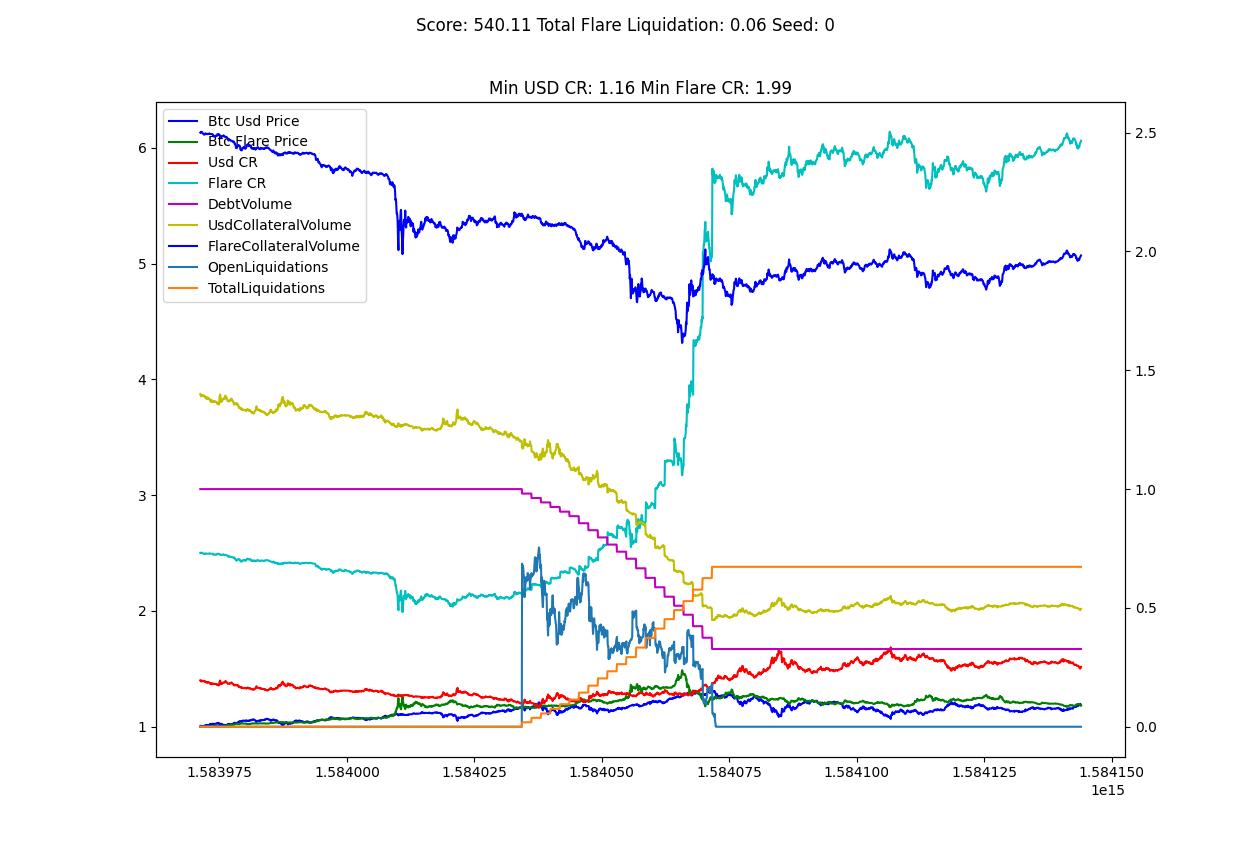 Score: 540.11 Total Flare Liquidation: 0.06 Seed: 0
Min USD CR: 1.16 Min Flare CR: 1.99
Btc Usd Price
Btc Flare Price
Usd CR
Flare CR
DebtVolume
UsdCollateralVolume
FlareCollateralVolume
OpenLiquidations
TotalLiquidations
6
5
4
3
2
1
2.5
2.0
1.5
1.0
0.5
0.0
1.583975 1.584000 1.584025 1.584050 1.584075 1.584100 1.584125 1.584150
1e15